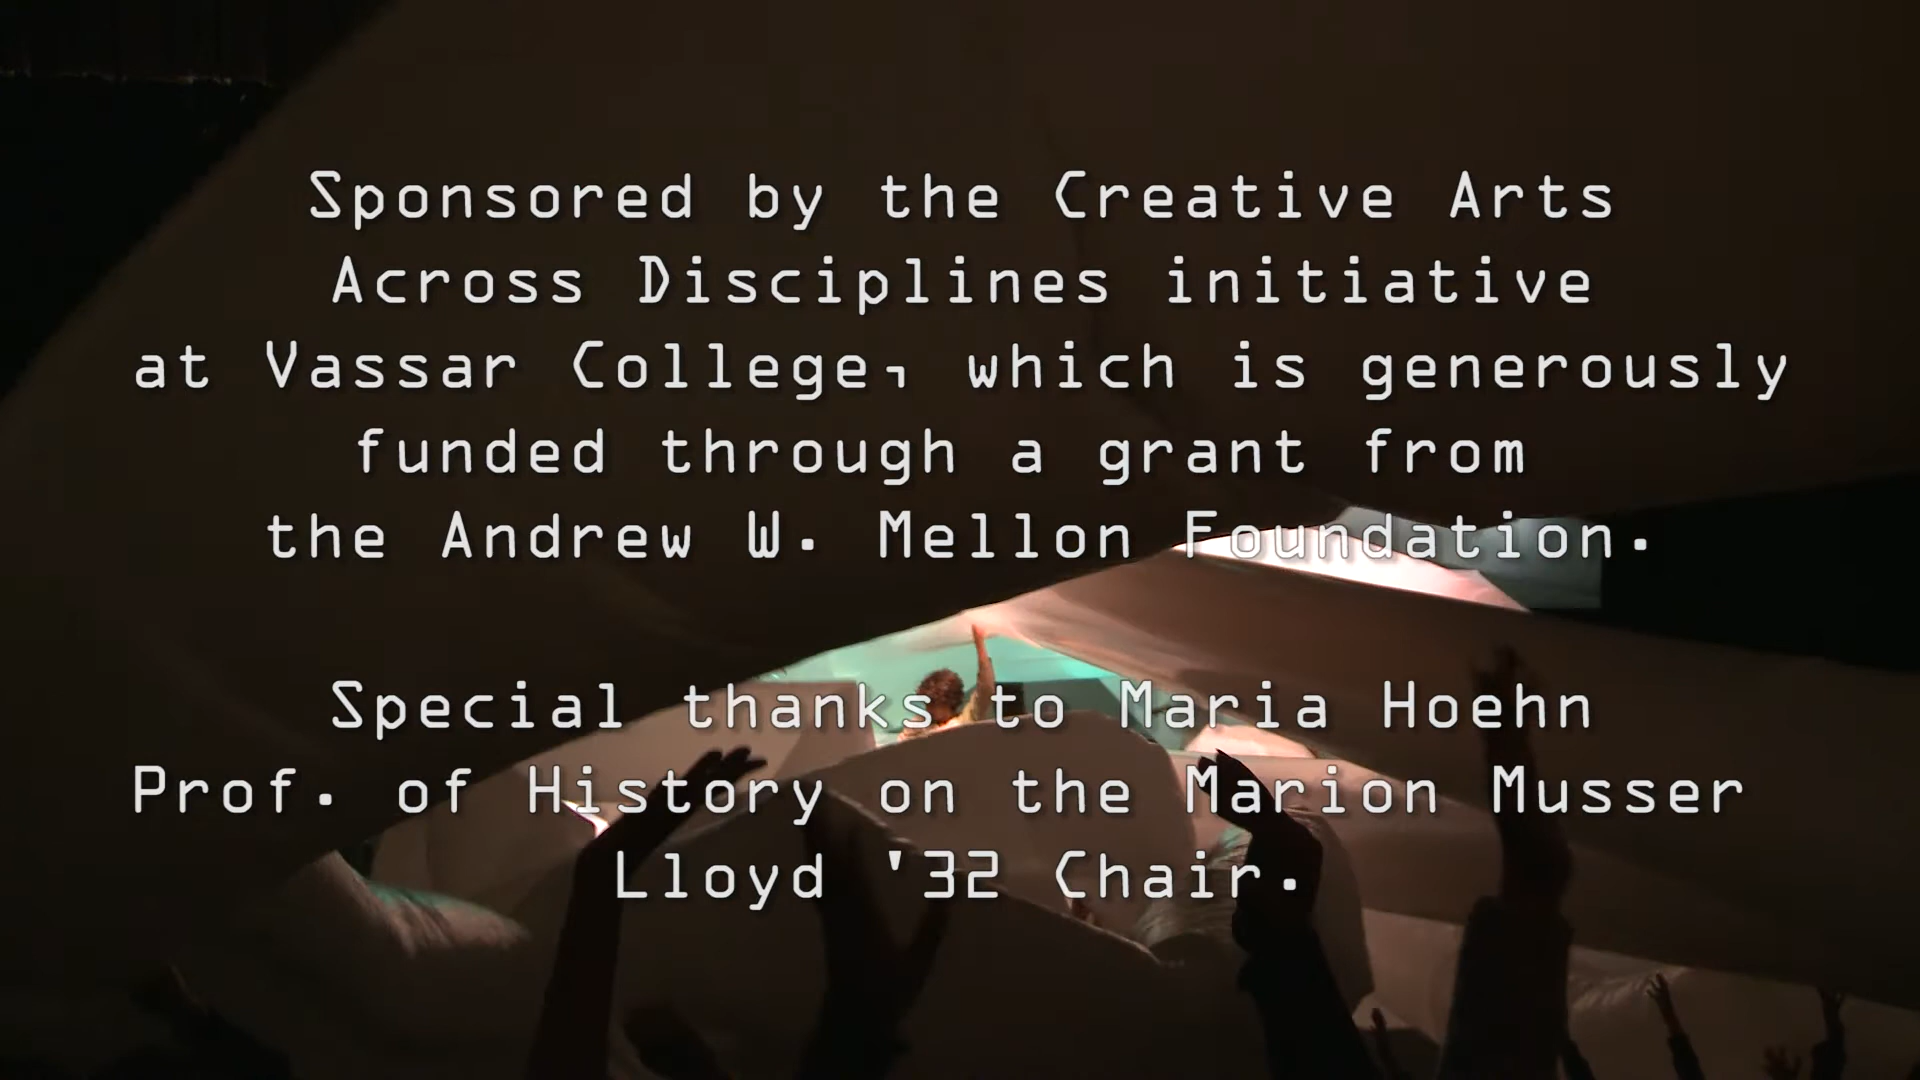 Sponsored by the Creative Arts
Across Disciplines initiative
at Vassar College, which is generously
funded through a grant from
the Andrew W. Mellon Foundation.
Special thanks to Maria Hoehn
Prof. of History on the Marion Musser
Lloyd '32 Chair.